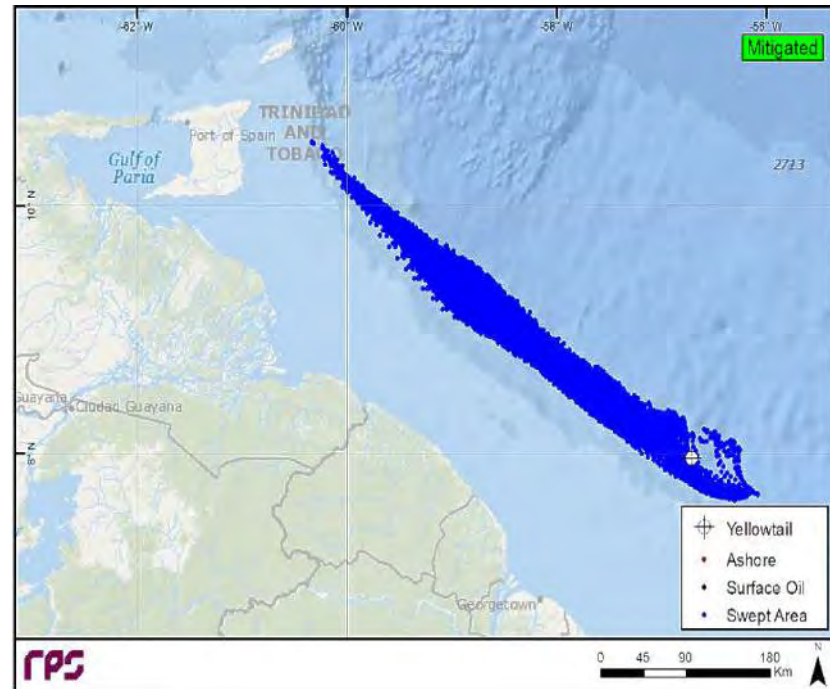 -62° W
-60° W
-58° W
-56° W
Mitigated
TRINIDAD
AND
TOBAGO
Port-of Spain
Gulf of
Paria
2713
10° N
Guayana
Ciudad Guayana
8° N
Georgetown
Yellowtail
Ashore
Surface Oil
Swept Area
rps
0 45 90 180
Km
N